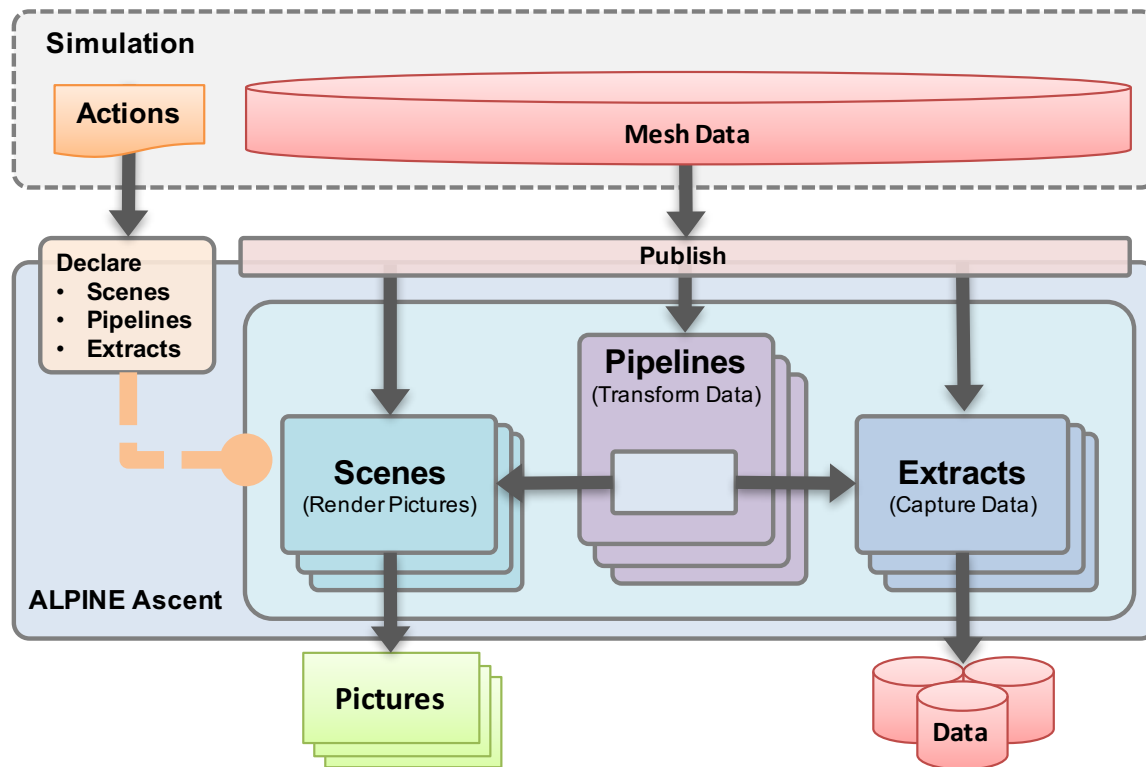 Simulation
Actions
Mesh Data
Declare
• Scenes
• Pipelines
• Extracts
Publish
Pipelines
(Transform Data)
Scenes
(Render Pictures)
Extracts
(Capture Data)
ALPINE Ascent
Pictures
Data